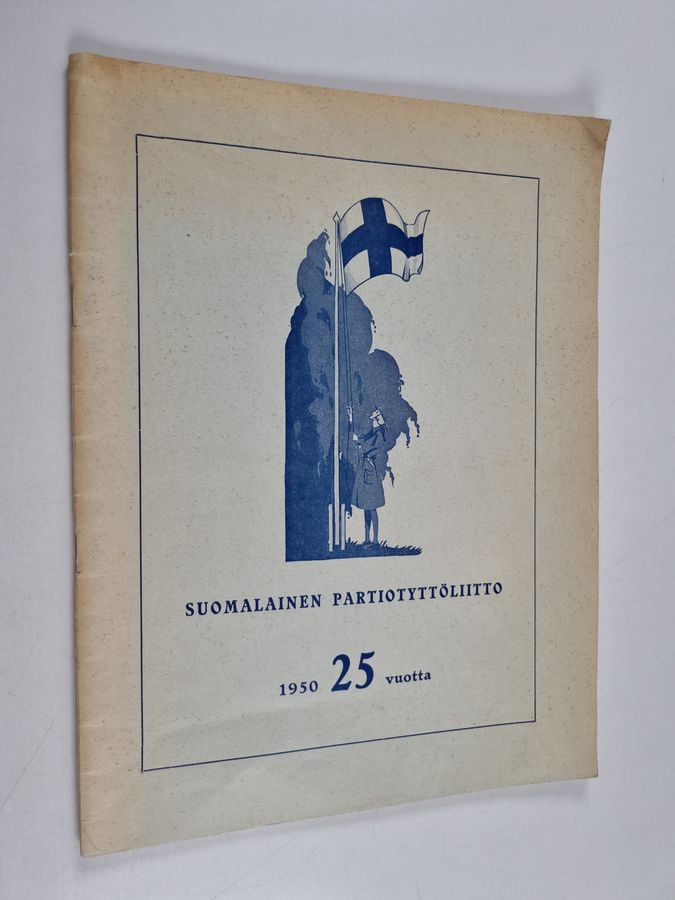 SUOMALAINEN PARTIOTYTTÖLIITTO
1950 25 vuotta